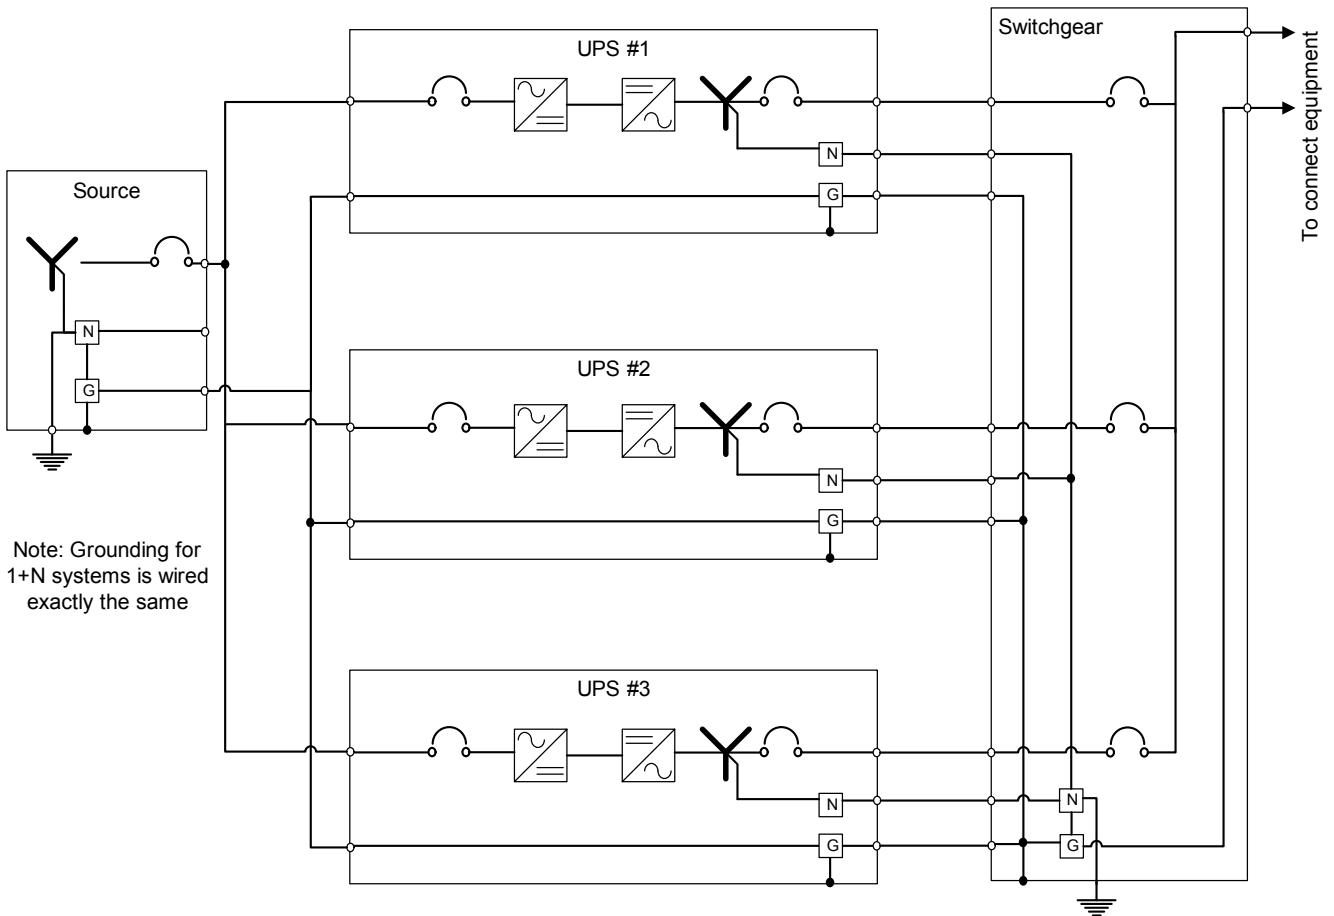 UPS #1
Switchgear
To connect equipment
N
G
Source
N
G
UPS #2
N
G
Note: Grounding for
1+N systems is wired
exactly the same
UPS #3
N
G
N
G